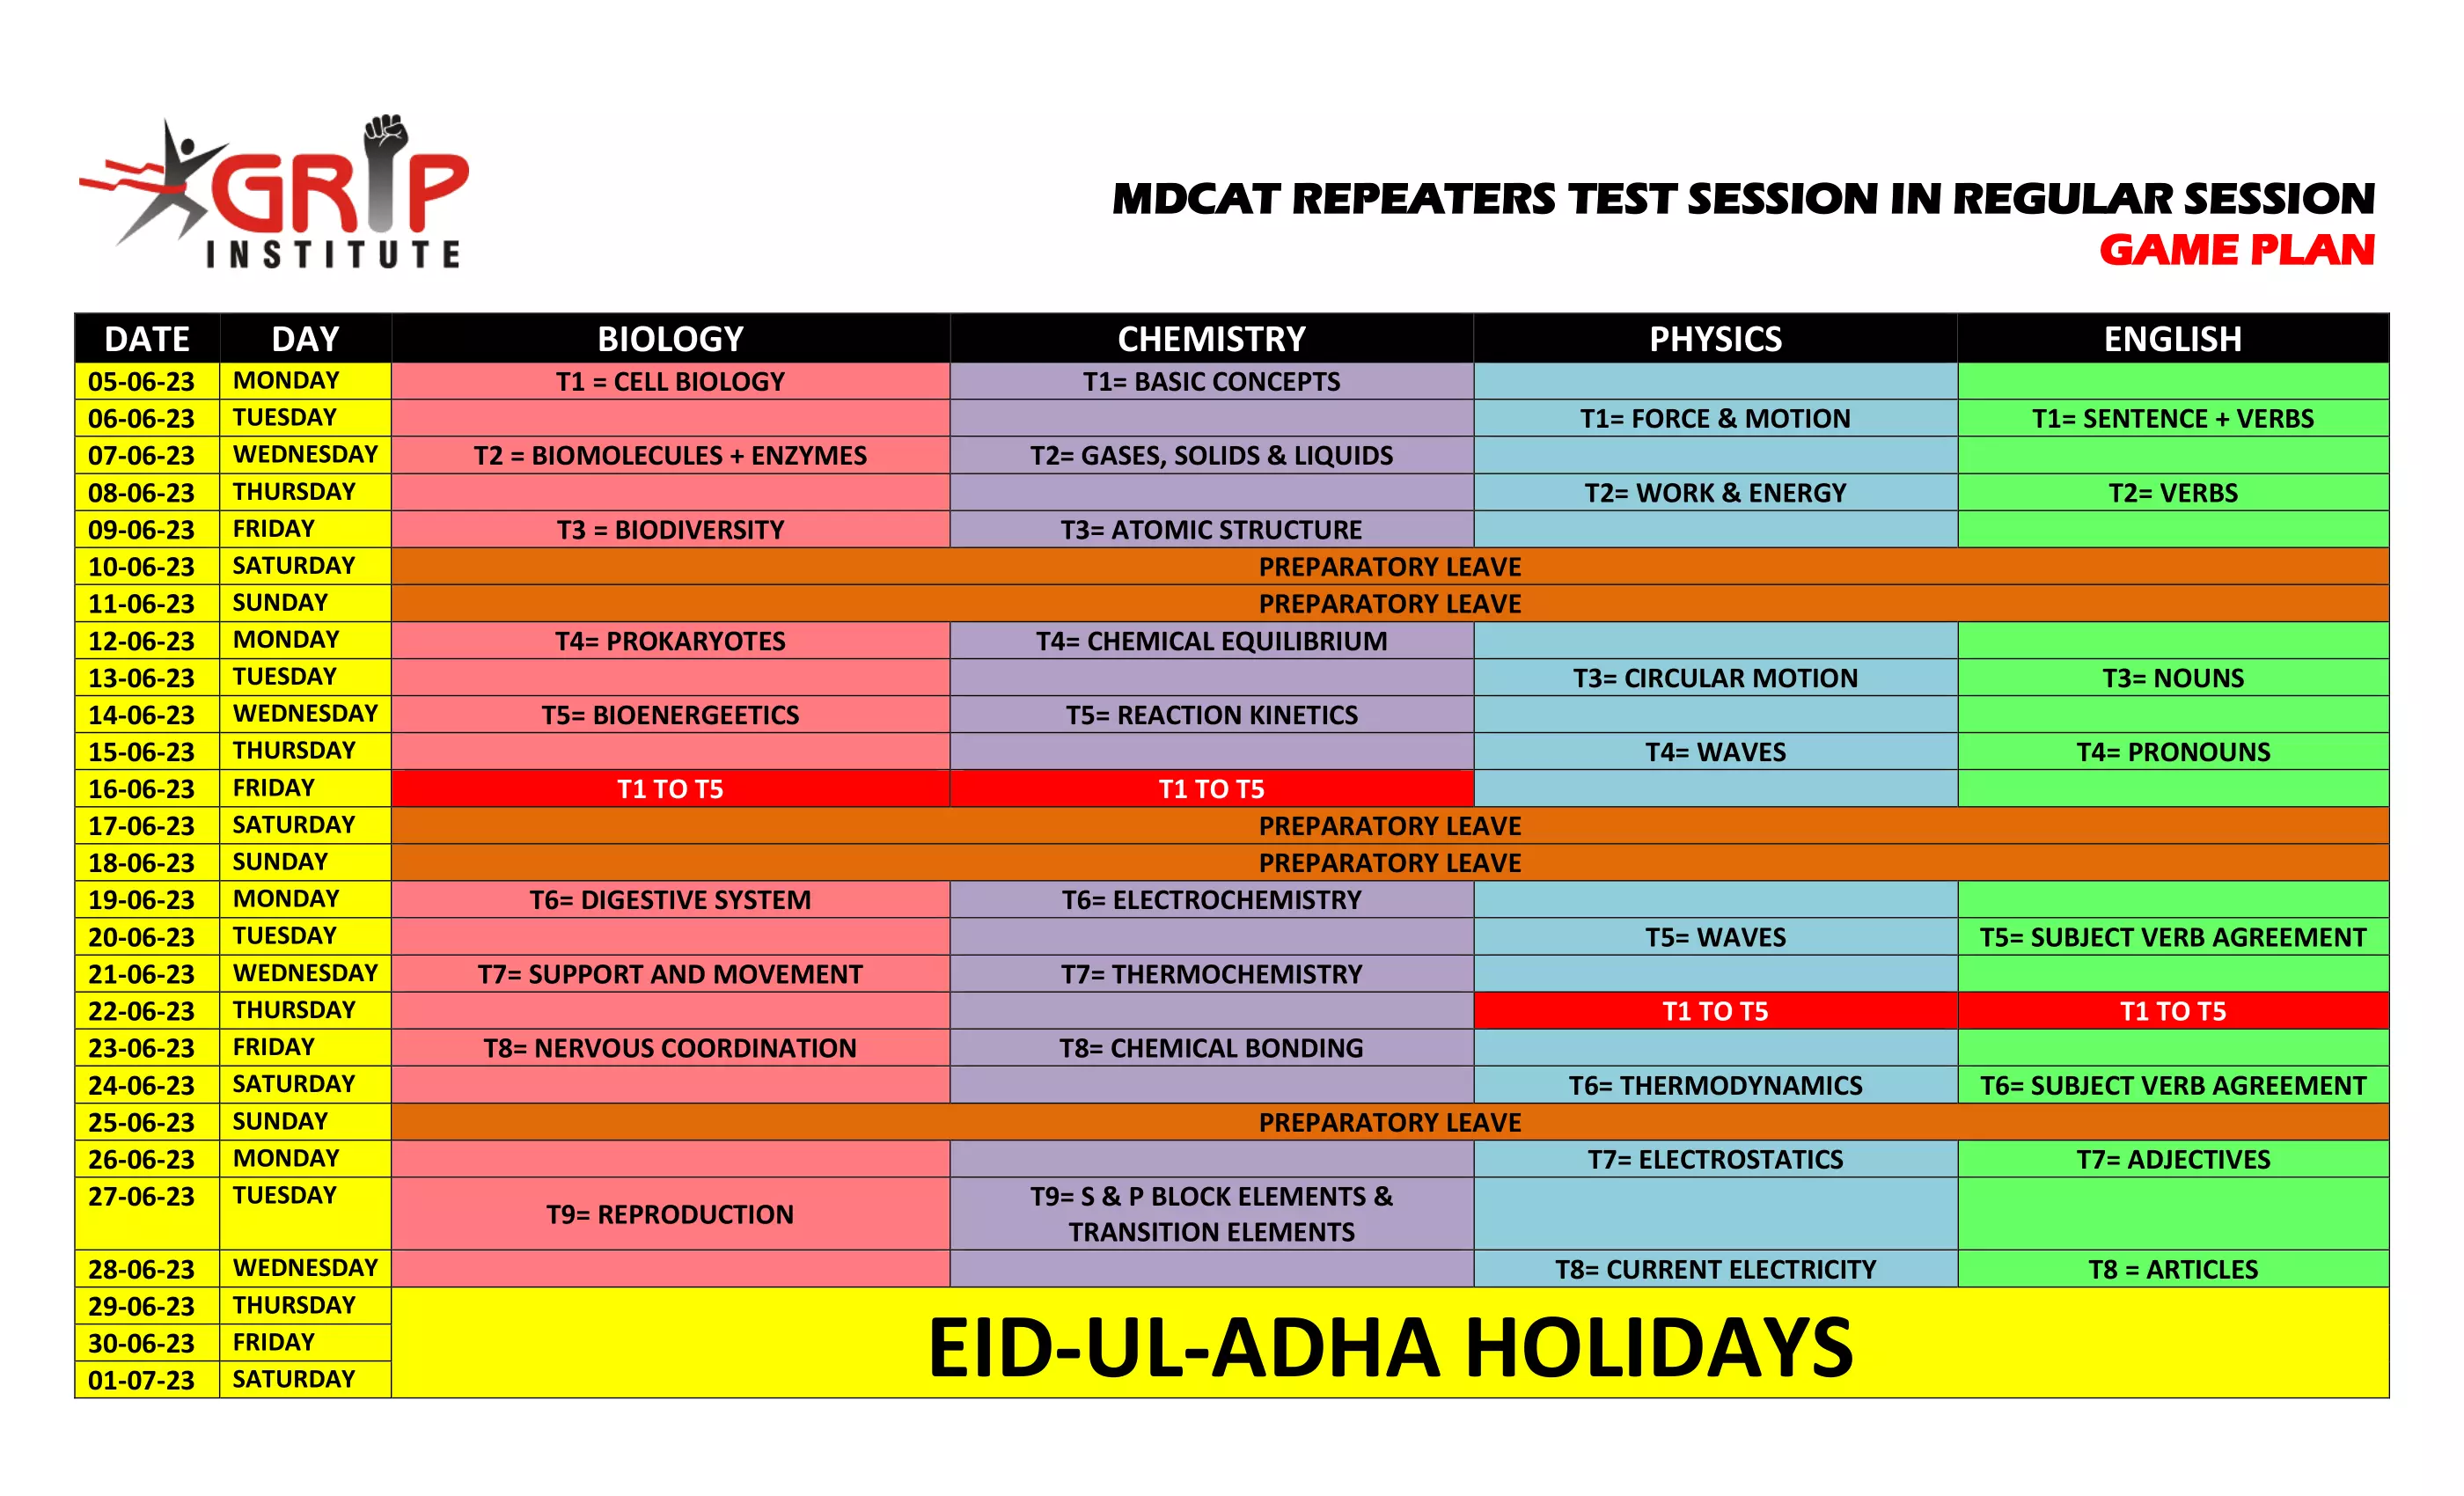 GRIP
INSTITUTE
MDCAT REPEATERS TEST SESSION IN REGULAR SESSION
GAME PLAN
DATE DAY BIOLOGY CHEMISTRY PHYSICS ENGLISH
05-06-23 MONDAY T1 = CELL BIOLOGY T1= BASIC CONCEPTS
06-06-23 TUESDAY T1= FORCE & MOTION T1= SENTENCE + VERBS
07-06-23 WEDNESDAY T2 = BIOMOLECULES + ENZYMES T2= GASES, SOLIDS & LIQUIDS
08-06-23 THURSDAY T2= WORK & ENERGY T2= VERBS
09-06-23 FRIDAY T3 = BIODIVERSITY T3= ATOMIC STRUCTURE
10-06-23 SATURDAY PREPARATORY LEAVE
11-06-23 SUNDAY PREPARATORY LEAVE
12-06-23 MONDAY T4= PROKARYOTES T4= CHEMICAL EQUILIBRIUM
13-06-23 TUESDAY T3= CIRCULAR MOTION T3= NOUNS
14-06-23 WEDNESDAY T5= BIOENERGEETICS T5= REACTION KINETICS
15-06-23 THURSDAY T4= WAVES T4= PRONOUNS
16-06-23 FRIDAY T1 TO T5 T1 TO T5
17-06-23 SATURDAY PREPARATORY LEAVE
18-06-23 SUNDAY PREPARATORY LEAVE
19-06-23 MONDAY T6= DIGESTIVE SYSTEM T6= ELECTROCHEMISTRY
20-06-23 TUESDAY T5= WAVES T5= SUBJECT VERB AGREEMENT
21-06-23 WEDNESDAY T7= SUPPORT AND MOVEMENT T7= THERMOCHEMISTRY
22-06-23 THURSDAY T1 TO T5 T1 TO T5
23-06-23 FRIDAY T8= NERVOUS COORDINATION T8= CHEMICAL BONDING
24-06-23 SATURDAY T6= THERMODYNAMICS T6= SUBJECT VERB AGREEMENT
25-06-23 SUNDAY PREPARATORY LEAVE
26-06-23 MONDAY T7= ELECTROSTATICS T7= ADJECTIVES
27-06-23 TUESDAY T9= REPRODUCTION T9= S & P BLOCK ELEMENTS &
TRANSITION ELEMENTS
28-06-23 WEDNESDAY T8= CURRENT ELECTRICITY T8 = ARTICLES
29-06-23 THURSDAY
30-06-23 FRIDAY EID-UL-ADHA HOLIDAYS
01-07-23 SATURDAY